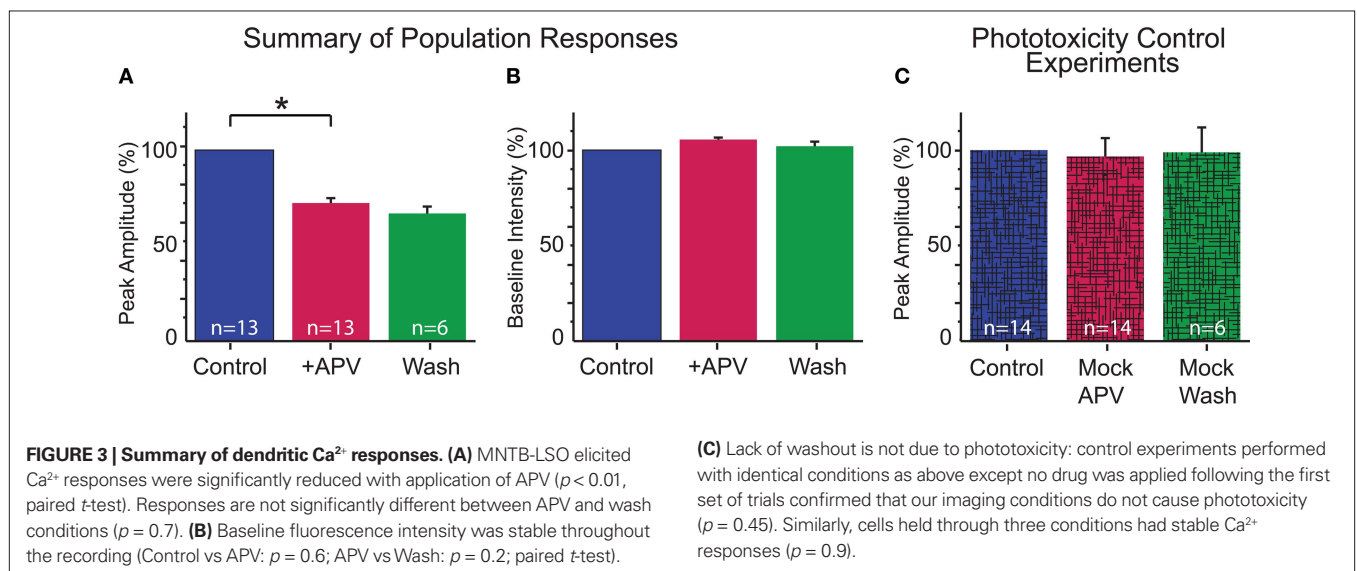 Summary of Population Responses
Phototoxicity Control
Experiments
A
B
C
*
Peak Amplitude (%)
100
50
0
n=13
n=13
n=6
Control
+APV
Wash
Baseline Intensity (%)
100
50
0
Control
+APV
Wash
Peak Amplitude (%)
100
50
0
n=14
n=14
n=6
Control
Mock
APV
Mock
Wash
FIGURE 3 | Summary of dendritic Ca²⁺ responses. (A) MNTB-LSO elicited
Ca²⁺ responses were significantly reduced with application of APV (p < 0.01,
paired t-test). Responses are not significantly different between APV and wash
conditions (p = 0.7). (B) Baseline fluorescence intensity was stable throughout
the recording (Control vs APV: p = 0.6; APV vs Wash: p = 0.2; paired t-test).
(C) Lack of washout is not due to phototoxicity: control experiments performed
with identical conditions as above except no drug was applied following the first
set of trials confirmed that our imaging conditions do not cause phototoxicity
(p = 0.45). Similarly, cells held through three conditions had stable Ca²⁺
responses (p = 0.9).